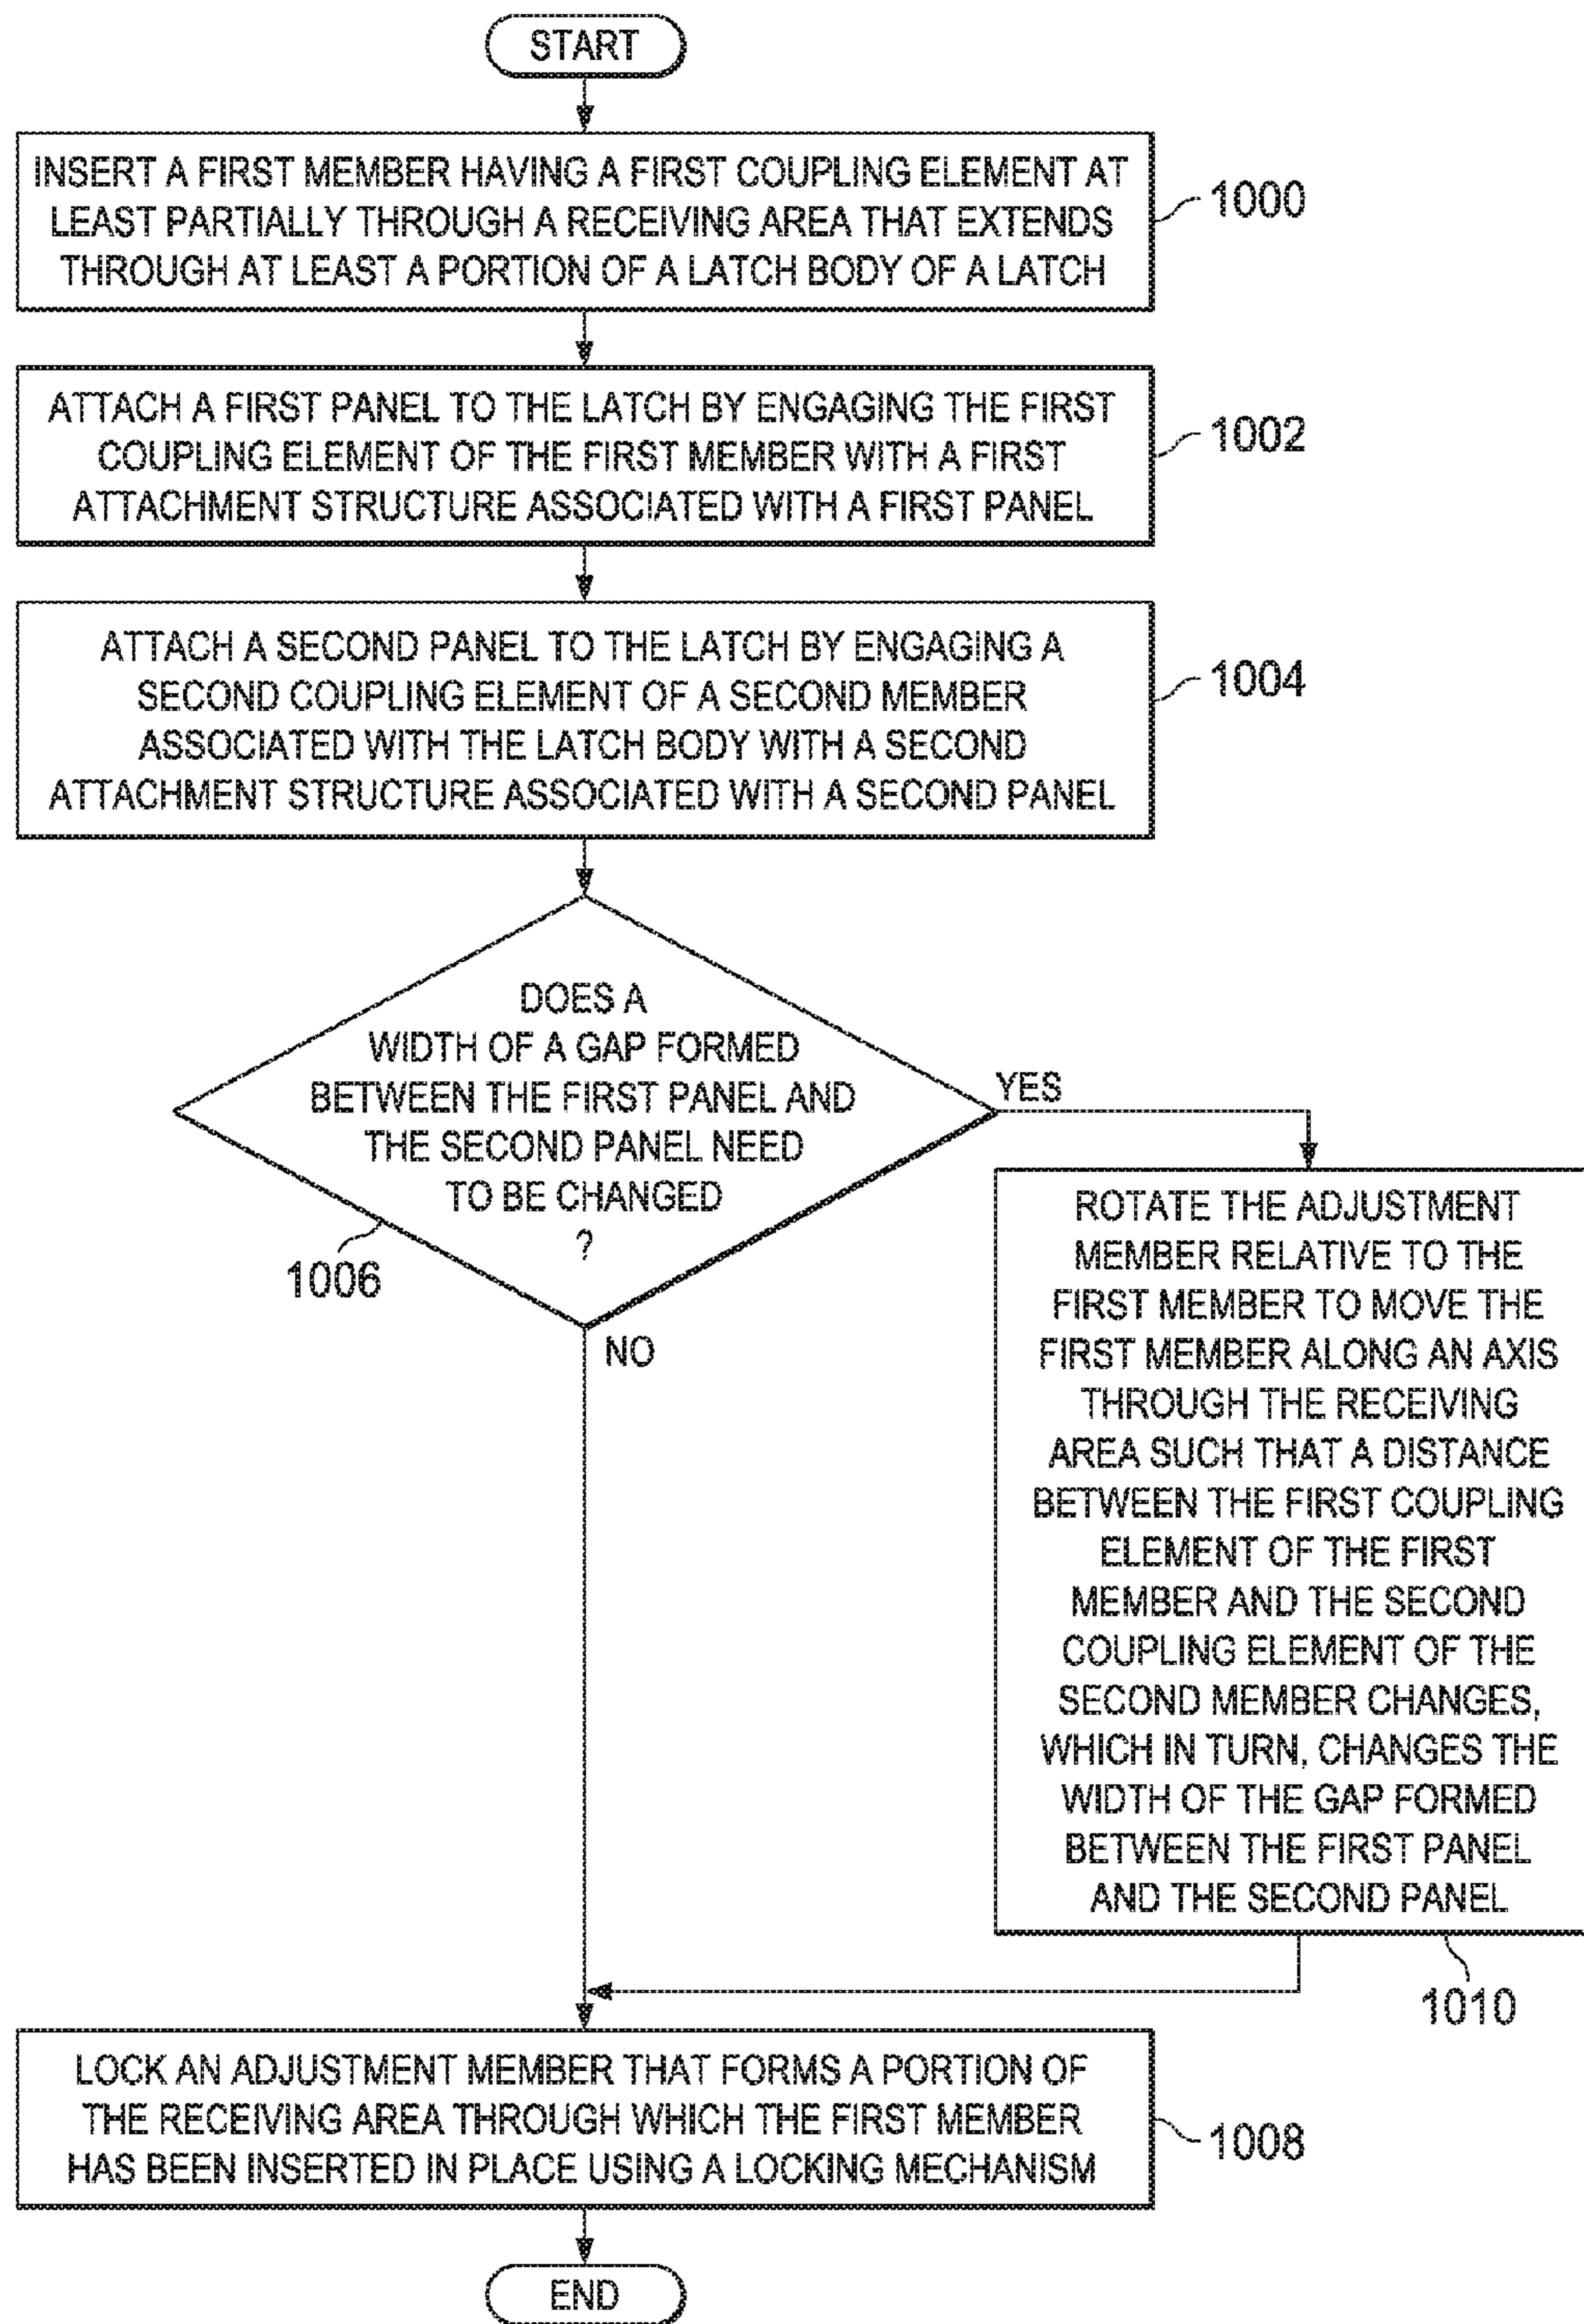 START
INSERT A FIRST MEMBER HAVING A FIRST COUPLING ELEMENT AT
LEAST PARTIALLY THROUGH A RECEIVING AREA THAT EXTENDS
THROUGH AT LEAST A PORTION OF A LATCH BODY OF A LATCH
1000
ATTACH A FIRST PANEL TO THE LATCH BY ENGAGING THE FIRST
COUPLING ELEMENT OF THE FIRST MEMBER WITH A FIRST
ATTACHMENT STRUCTURE ASSOCIATED WITH A FIRST PANEL
1002
ATTACH A SECOND PANEL TO THE LATCH BY ENGAGING A
SECOND COUPLING ELEMENT OF A SECOND MEMBER
ASSOCIATED WITH THE LATCH BODY WITH A SECOND
ATTACHMENT STRUCTURE ASSOCIATED WITH A SECOND PANEL
1004
DOES A
WIDTH OF A GAP FORMED
BETWEEN THE FIRST PANEL AND
THE SECOND PANEL NEED
TO BE CHANGED
?
1006
YES
NO
ROTATE THE ADJUSTMENT
MEMBER RELATIVE TO THE
FIRST MEMBER TO MOVE THE
FIRST MEMBER ALONG AN AXIS
THROUGH THE RECEIVING
AREA SUCH THAT A DISTANCE
BETWEEN THE FIRST COUPLING
ELEMENT OF THE FIRST
MEMBER AND THE SECOND
COUPLING ELEMENT OF THE
SECOND MEMBER CHANGES,
WHICH IN TURN, CHANGES THE
WIDTH OF THE GAP FORMED
BETWEEN THE FIRST PANEL
AND THE SECOND PANEL
1010
LOCK AN ADJUSTMENT MEMBER THAT FORMS A PORTION OF
THE RECEIVING AREA THROUGH WHICH THE FIRST MEMBER
HAS BEEN INSERTED IN PLACE USING A LOCKING MECHANISM
1008
END